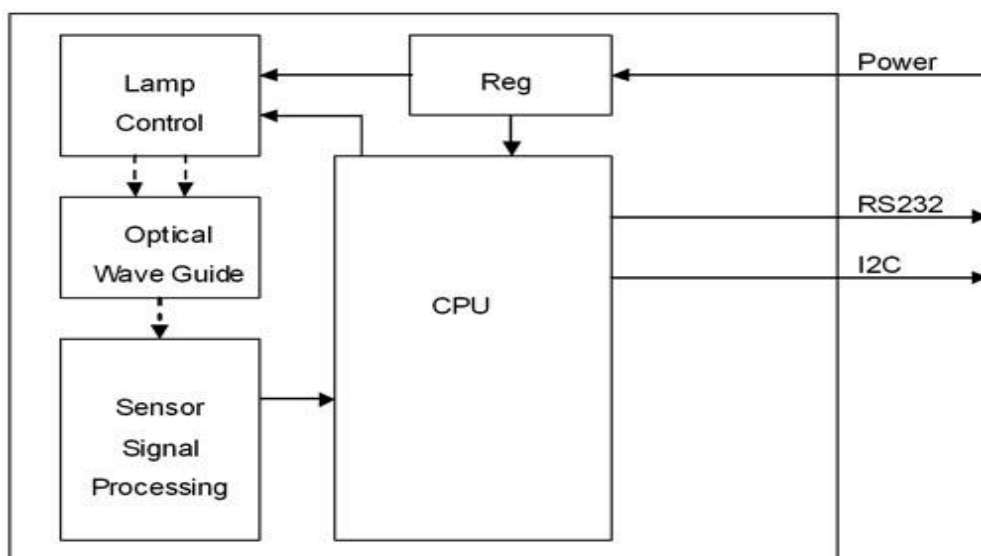 Lamp
Control
Reg
Power
Optical
Wave Guide
CPU
RS232
I2C
Sensor
Signal
Processing